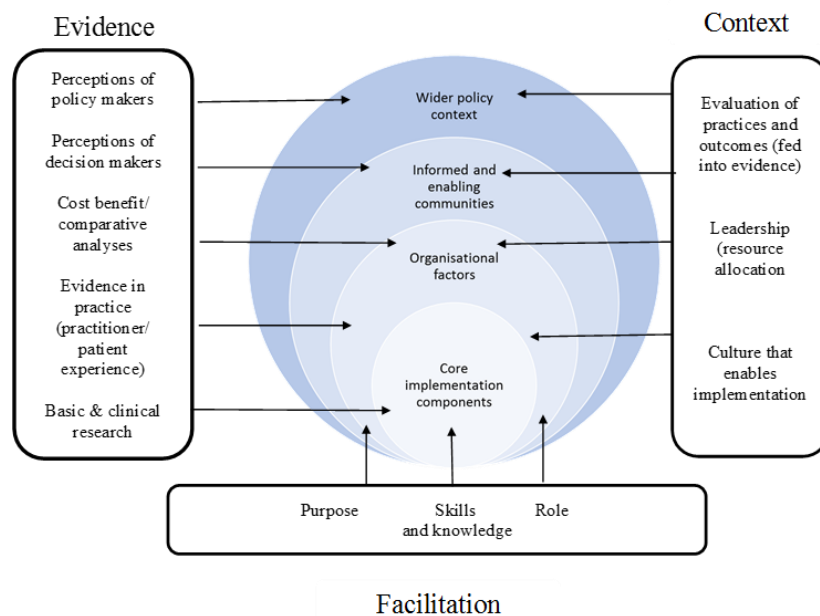 Evidence
Perceptions of
policy makers
Perceptions of
decision makers
Cost benefit/
comparative
analyses
Evidence in
practice
(practitioner/
patient
experience)
Basic & clinical
research
Wider policy
context
Informed and
enabling
communities
Organisational
factors
Core
implementation
components
Context
Evaluation of
practices and
outcomes (fed
into evidence)
Leadership
(resource
allocation
Culture that
enables
implementation
Purpose
Skills
and knowledge
Role
Facilitation